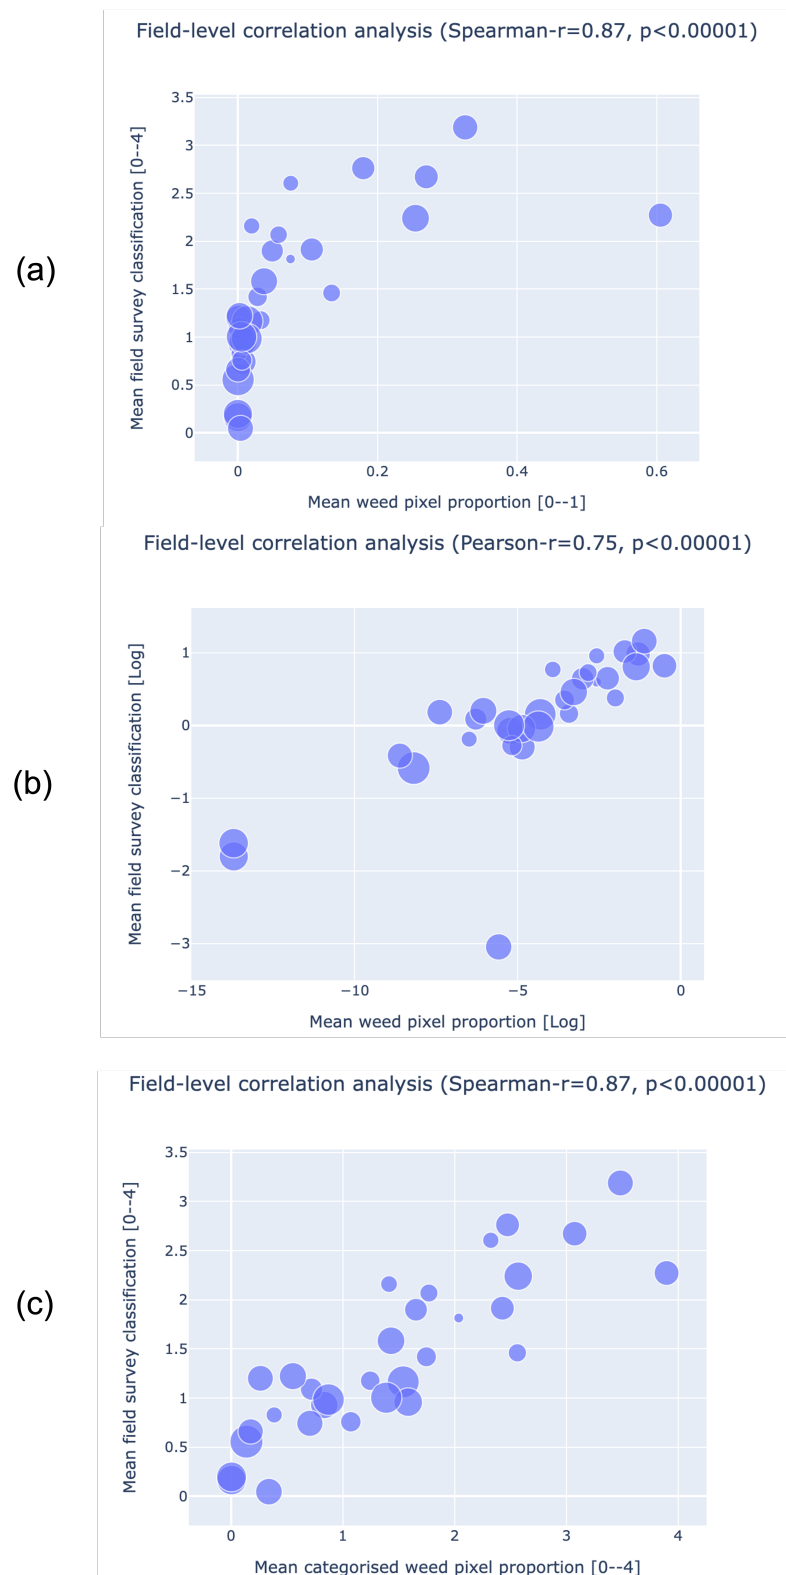 Field-level correlation analysis (Spearman-r=0.87, p<0.00001)
(a)
Mean field survey classification [0--4]
3.5
3
2.5
2
1.5
1
0.5
0
0 0.2 0.4 0.6
Mean weed pixel proportion [0--1]
Field-level correlation analysis (Pearson-r=0.75, p<0.00001)
(b)
Mean field survey classification [Log]
1
0
−1
−2
−3
−15 −10 −5 0
Mean weed pixel proportion [Log]
Field-level correlation analysis (Spearman-r=0.87, p<0.00001)
(c)
Mean field survey classification [0--4]
3.5
3
2.5
2
1.5
1
0.5
0
0 1 2 3 4
Mean categorised weed pixel proportion [0--4]